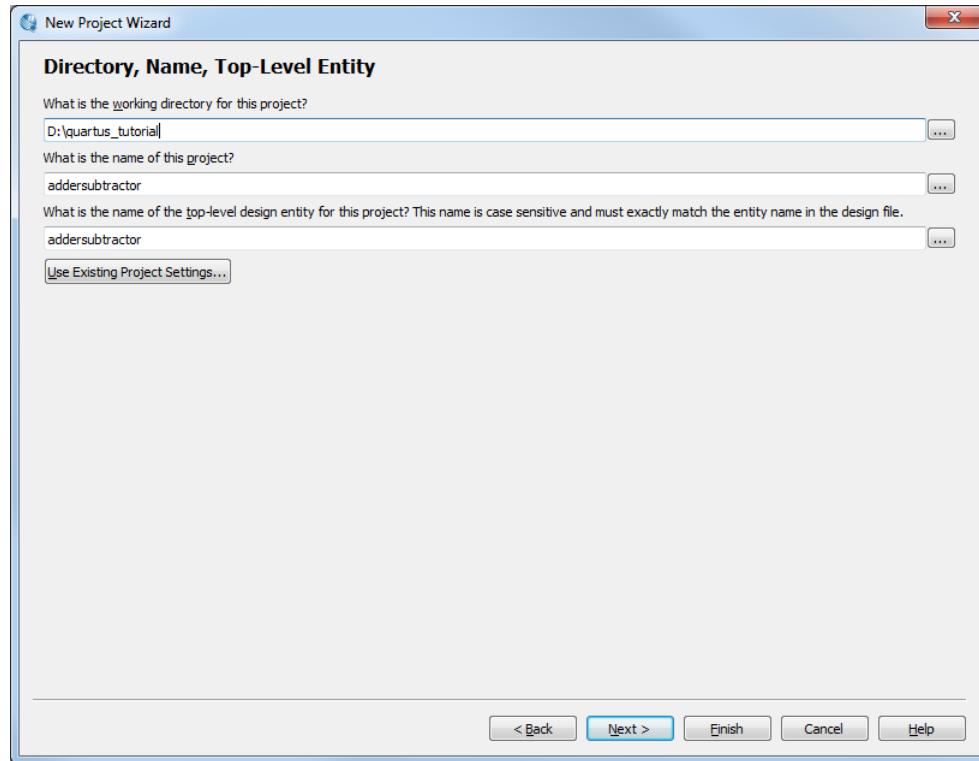 New Project Wizard
Directory, Name, Top-Level Entity
What is the working directory for this project?
D:\quartus_tutorial
...
What is the name of this project?
addersubtractor
...
What is the name of the top-level design entity for this project? This name is case sensitive and must exactly match the entity name in the design file.
addersubtractor
...
Use Existing Project Settings...
< Back Next > Finish Cancel Help